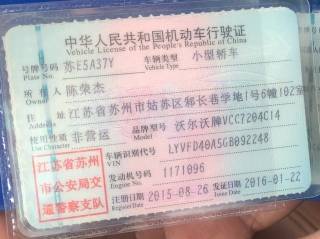 中华人民共和国机动车行驶证
Vehicle License of the People's Republic of China
号牌号码 苏E5A37Y 车辆类型 小型轿车
Plate No. Vehicle Type
所有人 陈荣杰
住址 江苏省苏州市姑苏区邾长巷学地1号6幢102室
使用性质 非营运 品牌型号 沃尔沃牌VCC7204C14
江苏省苏州 车辆识别代号 LYVFD40A5GB092248
VIN
市公安局交 发动机号码 1171096
Engine No.
通警察支队 注册日期 2015-08-26 发证日期 2016-01-22
Register Date Issue Date